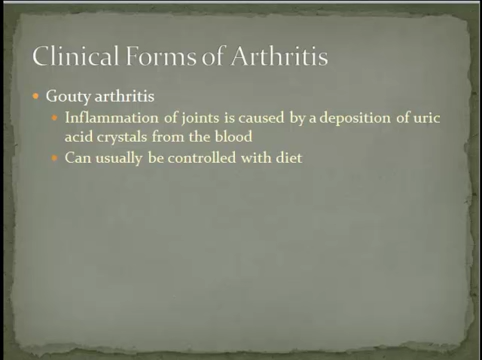 Clinical Forms of Arthritis
Gouty arthritis
Inflammation of joints is caused by a deposition of uric
acid crystals from the blood
Can usually be controlled with diet